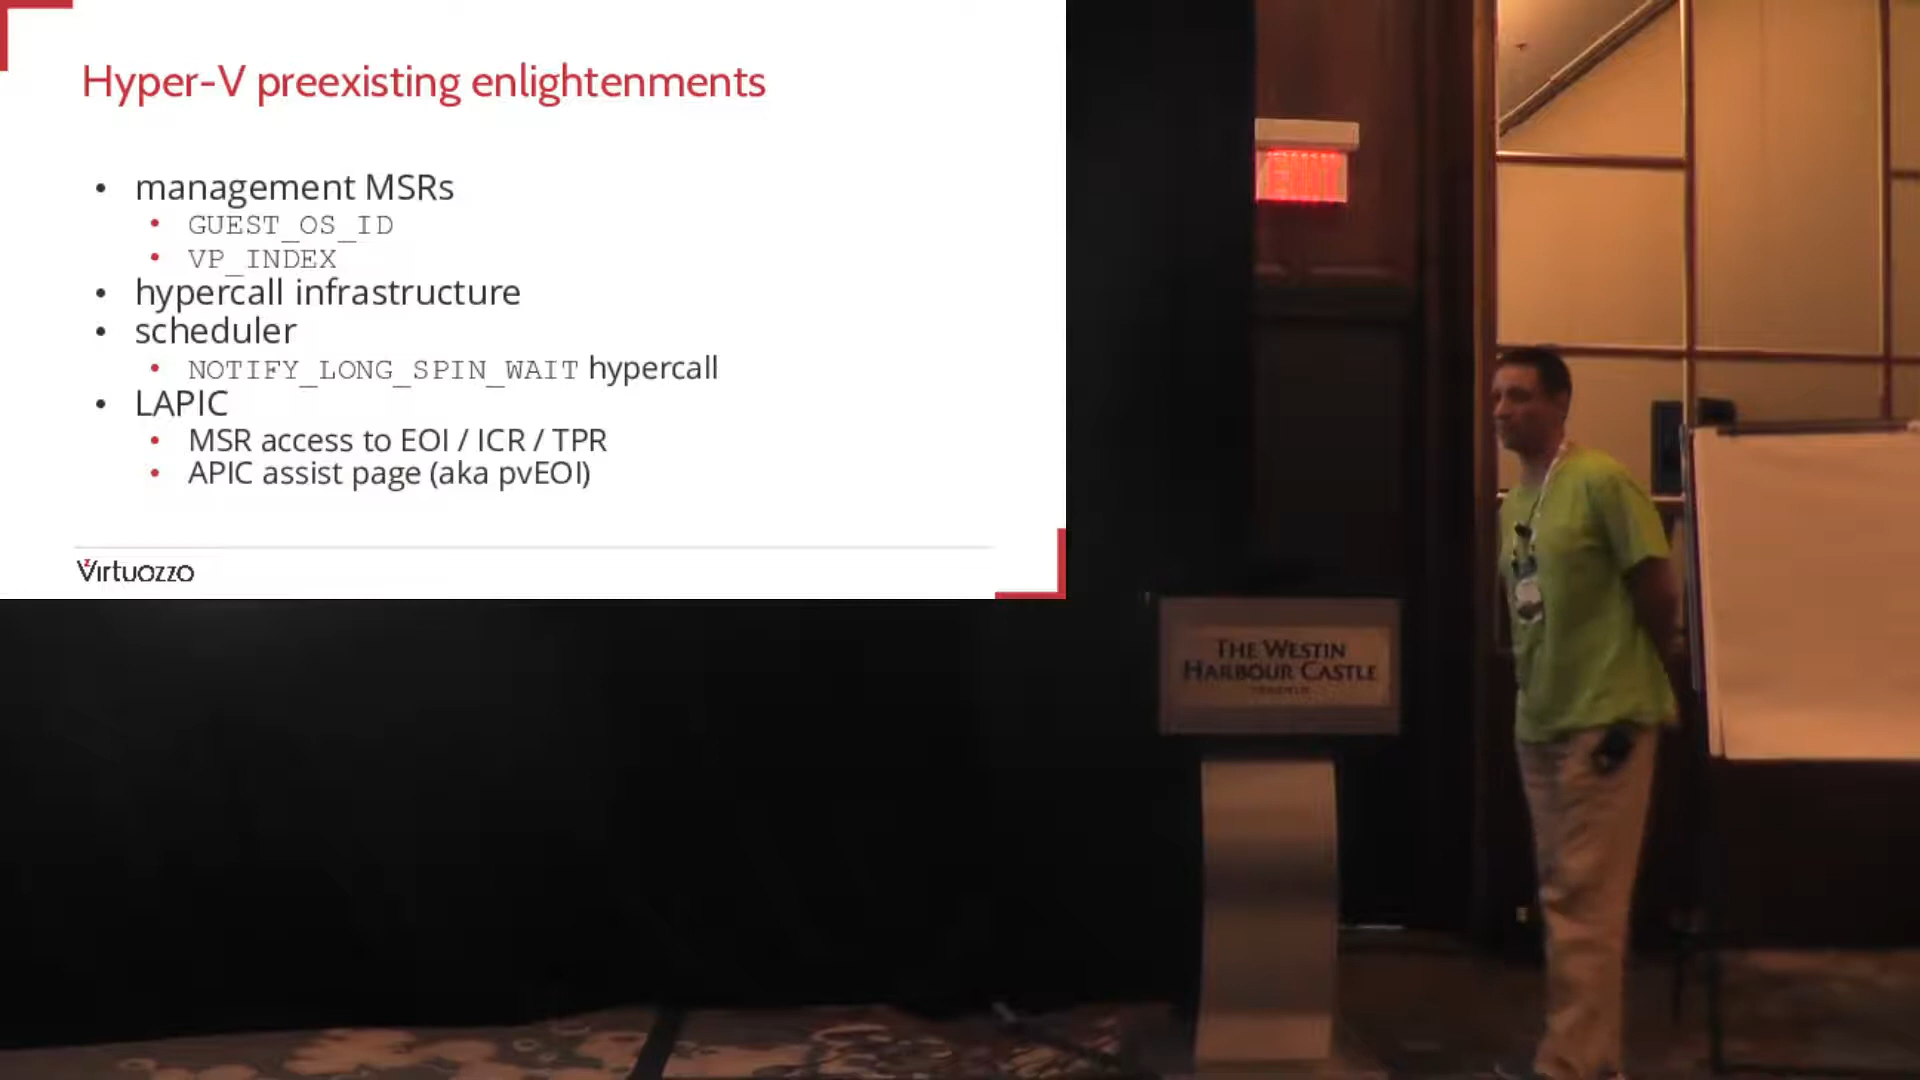 Hyper-V preexisting enlightenments
• management MSRs
• GUEST_OS_ID
• VP_INDEX
• hypercall infrastructure
• scheduler
• NOTIFY_LONG_SPIN_WAIT hypercall
• LAPIC
• MSR access to EOI / ICR / TPR
• APIC assist page (aka pvEOI)
Virtuozzo
EXIT
THE WESTIN
HARBOUR CASTLE